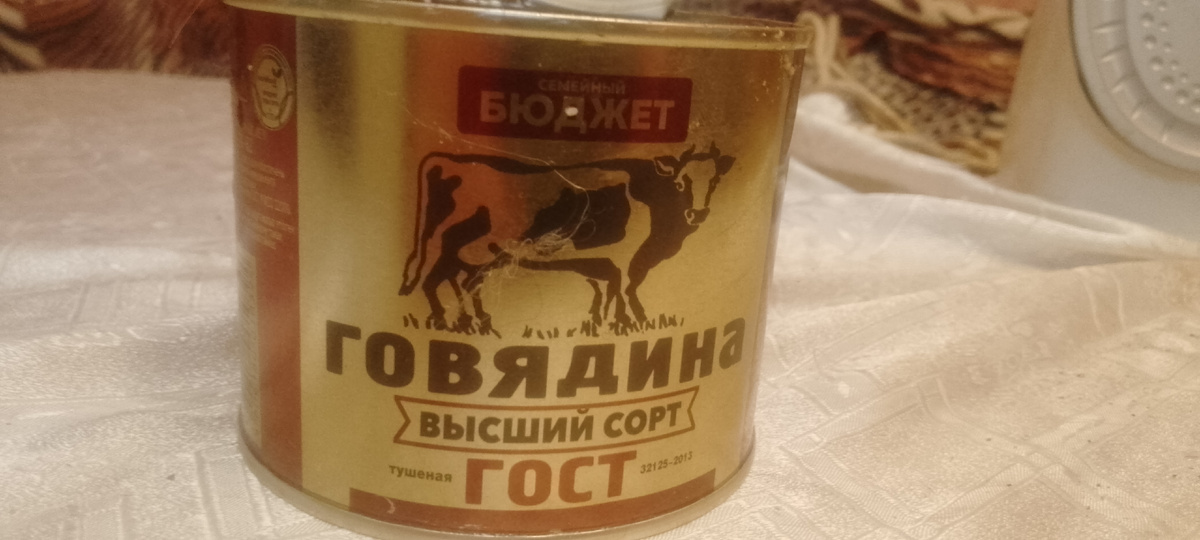 СЕМЕЙНЫЙ
БЮДЖЕТ
говядина
ВЫСШИЙ СОРТ
тушеная ГОСТ 32125-2013